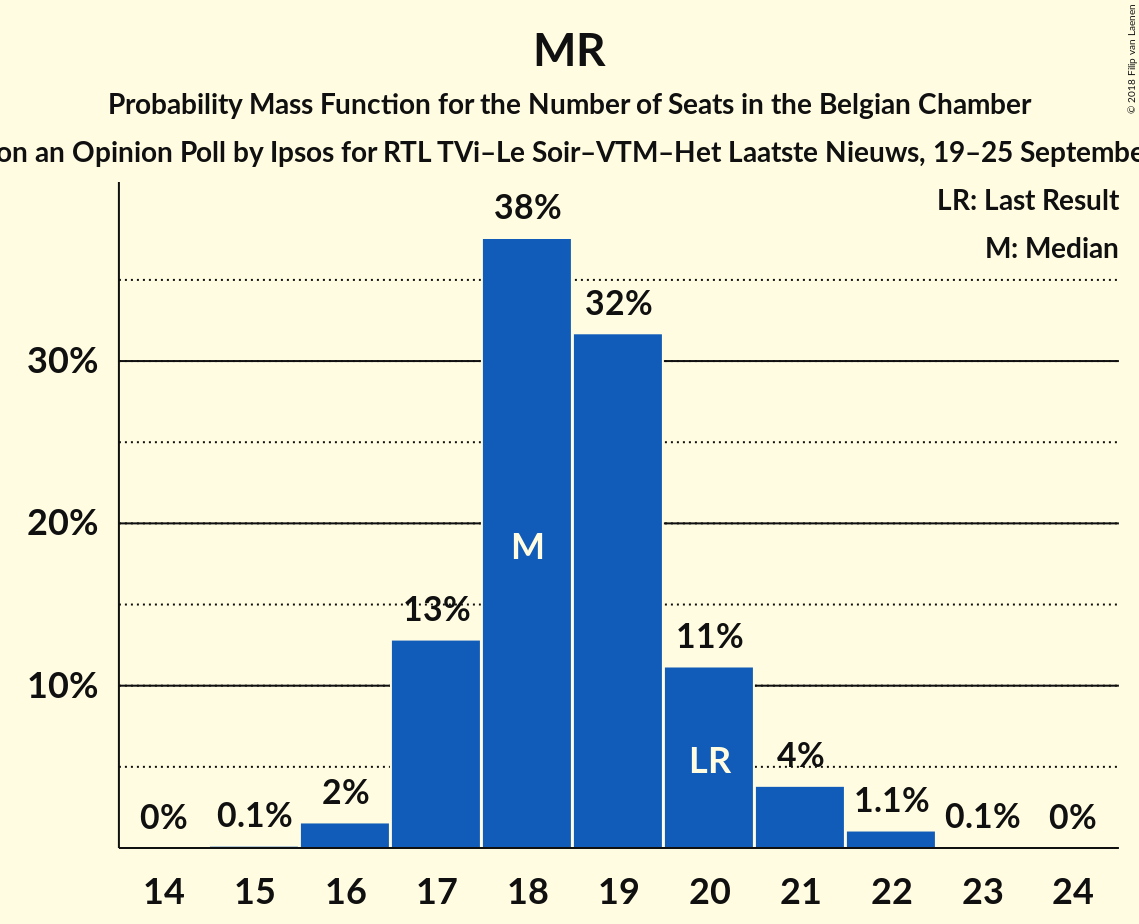 MR
Probability Mass Function for the Number of Seats in the Belgian Chamber
on an Opinion Poll by Ipsos for RTL TVi–Le Soir–VTM–Het Laatste Nieuws, 19–25 Septembe
© 2018 Filip van Laenen
LR: Last Result
M: Median
38%
32%
30%
20%
M
13%
11%
10%
LR
4%
2%
1.1%
0%
0.1%
0.1%
0%
14 15 16 17 18 19 20 21 22 23 24